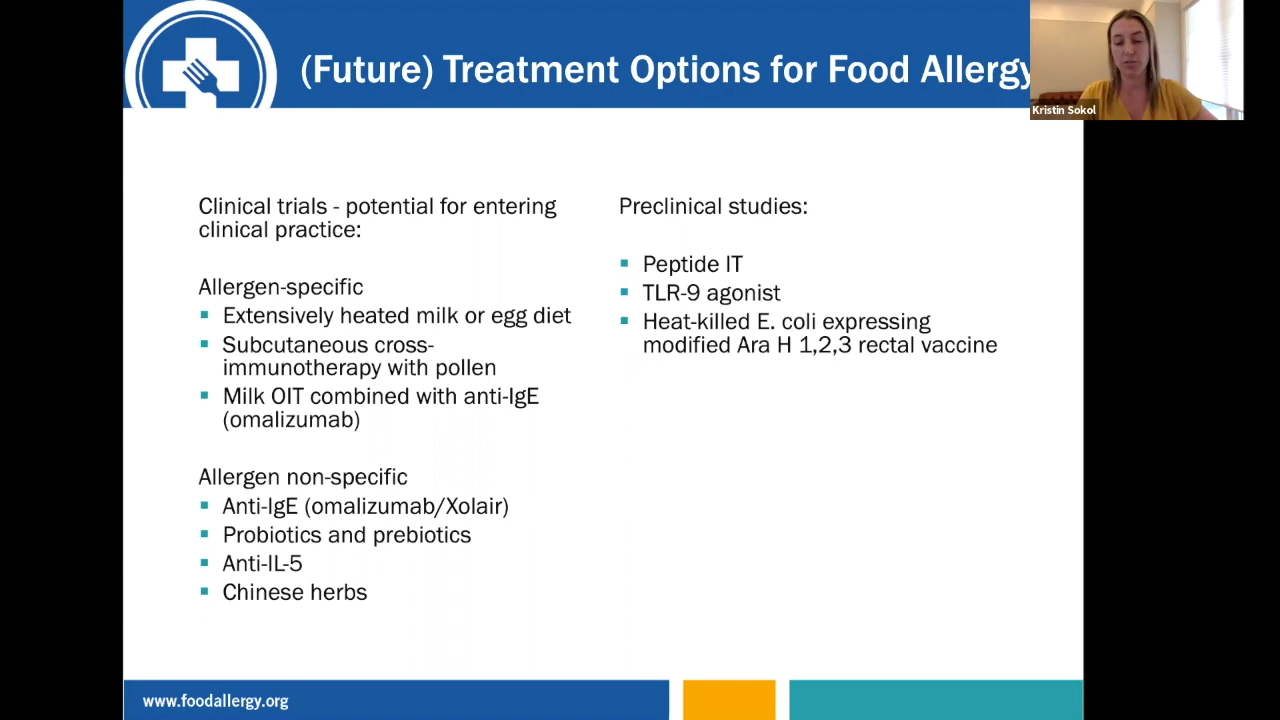 (Future) Treatment Options for Food Allergy
Kristin Sokol
Clinical trials - potential for entering
clinical practice:
Allergen-specific
Extensively heated milk or egg diet
Subcutaneous cross-
immunotherapy with pollen
Milk OIT combined with anti-IgE
(omalizumab)
Allergen non-specific
Anti-IgE (omalizumab/Xolair)
Probiotics and prebiotics
Anti-IL-5
Chinese herbs
Preclinical studies:
Peptide IT
TLR-9 agonist
Heat-killed E. coli expressing
modified Ara H 1,2,3 rectal vaccine
www.foodallergy.org